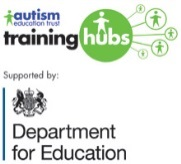 autism
education trust
training hubs
Supported by:
Department
for Education